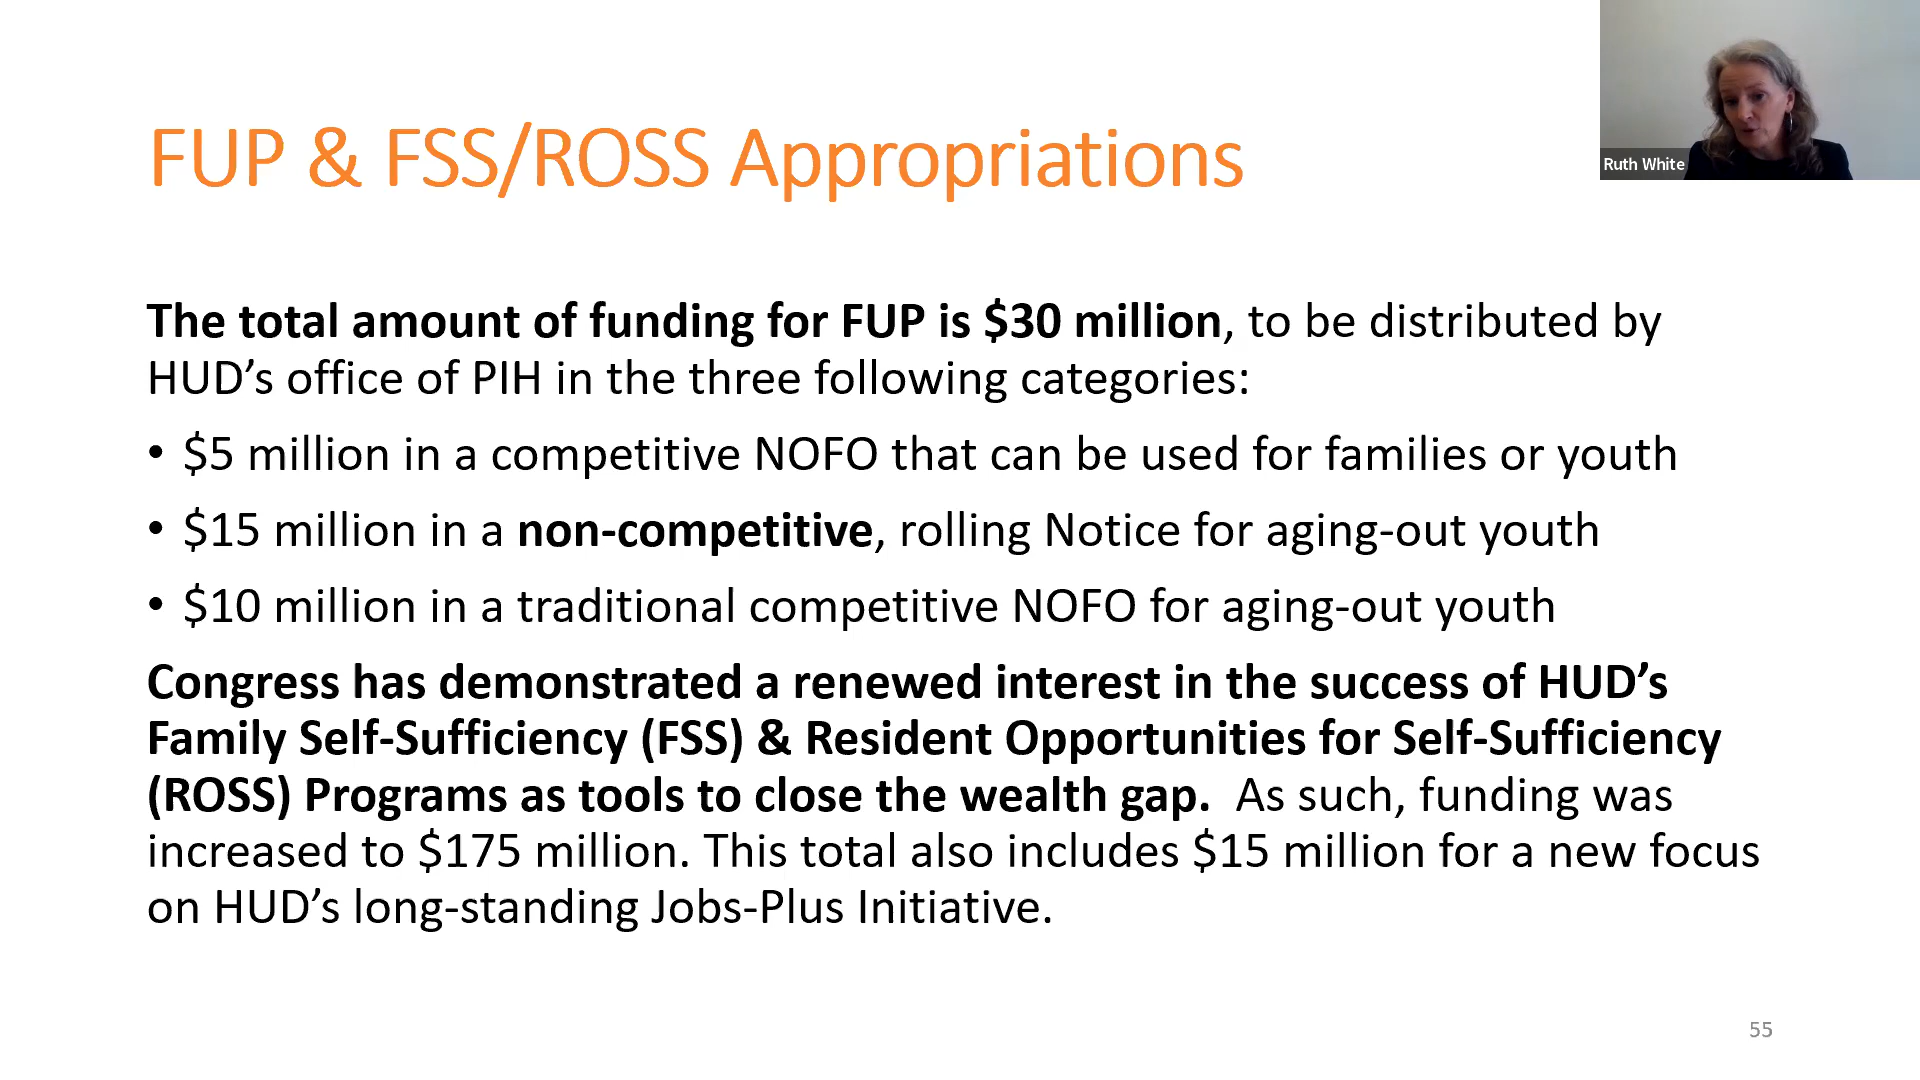 Ruth White
FUP & FSS/ROSS Appropriations
The total amount of funding for FUP is $30 million, to be distributed by
HUD’s office of PIH in the three following categories:
• $5 million in a competitive NOFO that can be used for families or youth
• $15 million in a non-competitive, rolling Notice for aging-out youth
• $10 million in a traditional competitive NOFO for aging-out youth
Congress has demonstrated a renewed interest in the success of HUD’s
Family Self-Sufficiency (FSS) & Resident Opportunities for Self-Sufficiency
(ROSS) Programs as tools to close the wealth gap.  As such, funding was
increased to $175 million. This total also includes $15 million for a new focus
on HUD’s long-standing Jobs-Plus Initiative.
55